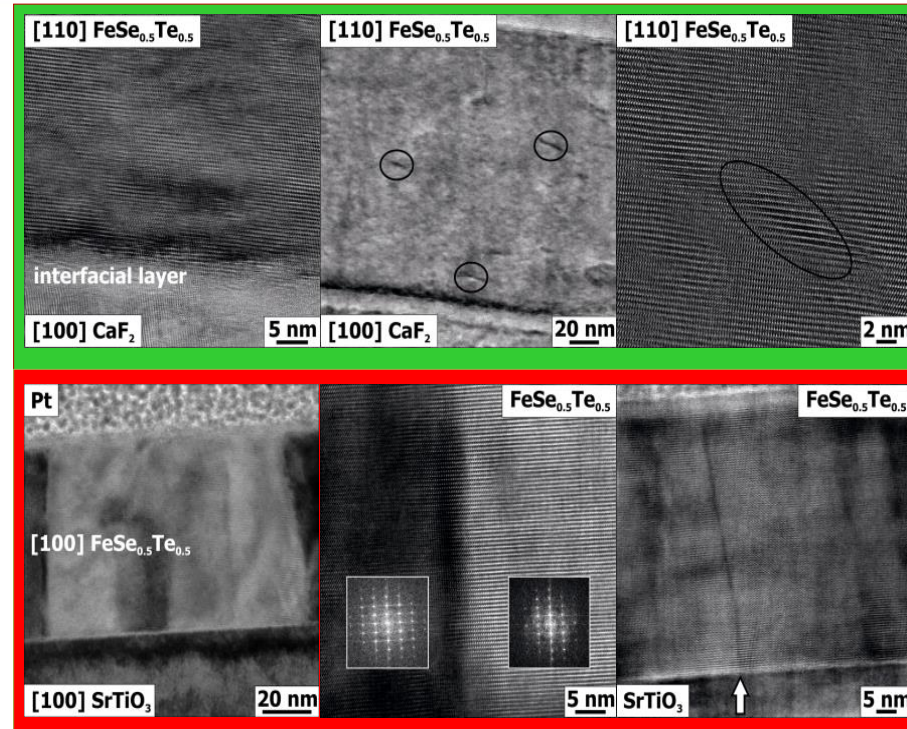 [110] FeSe₀.₅Te₀.₅
interfacial layer
[100] CaF₂
5 nm
[110] FeSe₀.₅Te₀.₅
[100] CaF₂
20 nm
[110] FeSe₀.₅Te₀.₅
2 nm
Pt
[100] FeSe₀.₅Te₀.₅
[100] SrTiO₃
20 nm
FeSe₀.₅Te₀.₅
5 nm
FeSe₀.₅Te₀.₅
SrTiO₃
5 nm